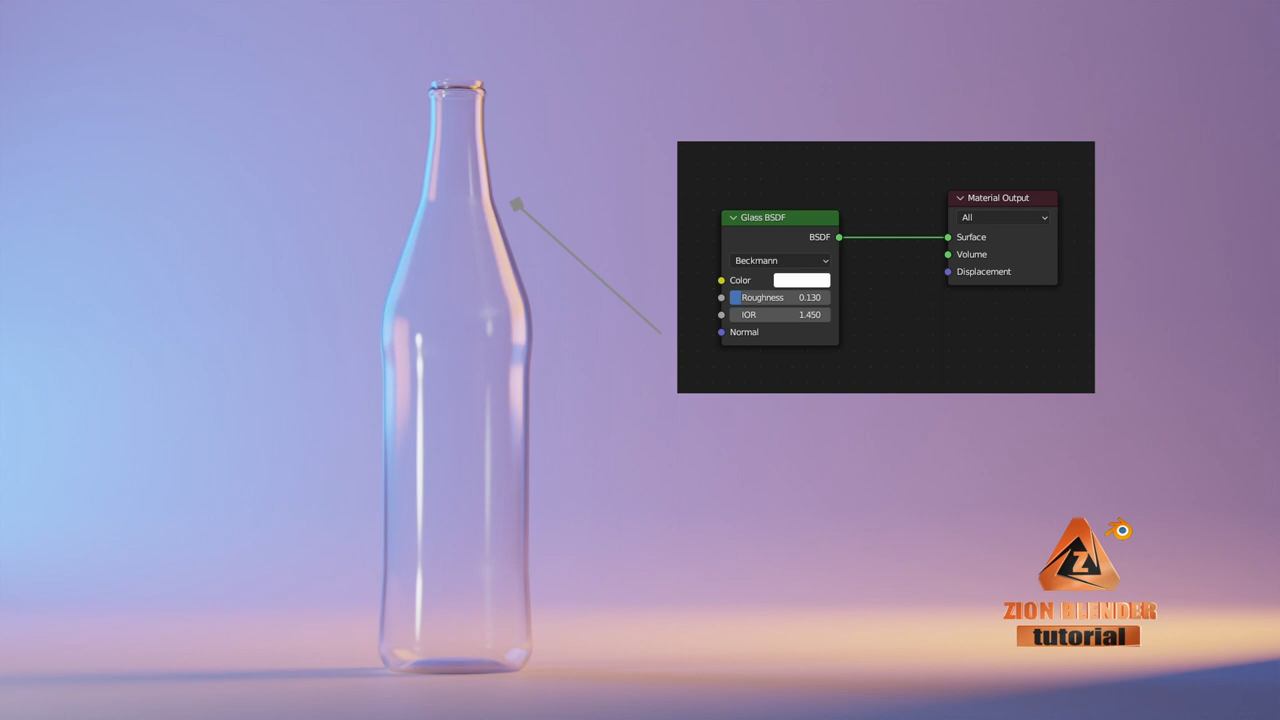 Glass BSDF
BSDF
Beckmann
Color
Roughness 0.130
IOR 1.450
Normal
Material Output
All
Surface
Volume
Displacement
Z
ZION BLENDER
tutorial